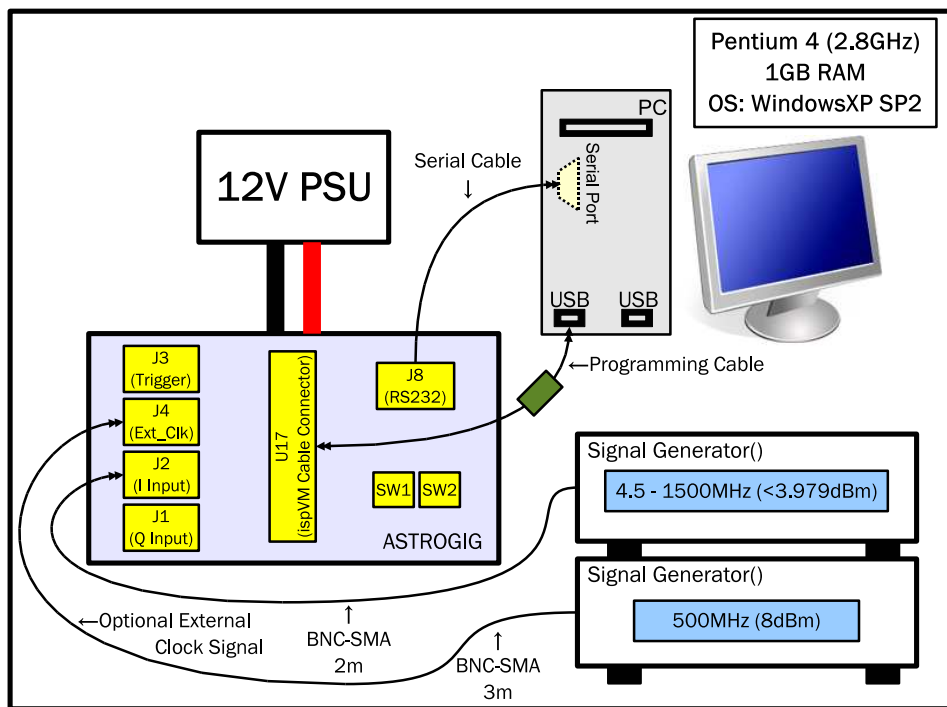 Pentium 4 (2.8GHz)
1GB RAM
OS: WindowsXP SP2
PC
Serial Port
Serial Cable
↓
12V PSU
USB
USB
←Programming Cable
J3
(Trigger)
J4
(Ext_Clk)
J2
(I Input)
J1
(Q Input)
U17
(ispVM Cable Connector)
J8
(RS232)
SW1
SW2
ASTROGIG
Signal Generator()
4.5 - 1500MHz (<3.979dBm)
Signal Generator()
500MHz (8dBm)
←Optional External
Clock Signal
↑
BNC-SMA
2m
↑
BNC-SMA
3m